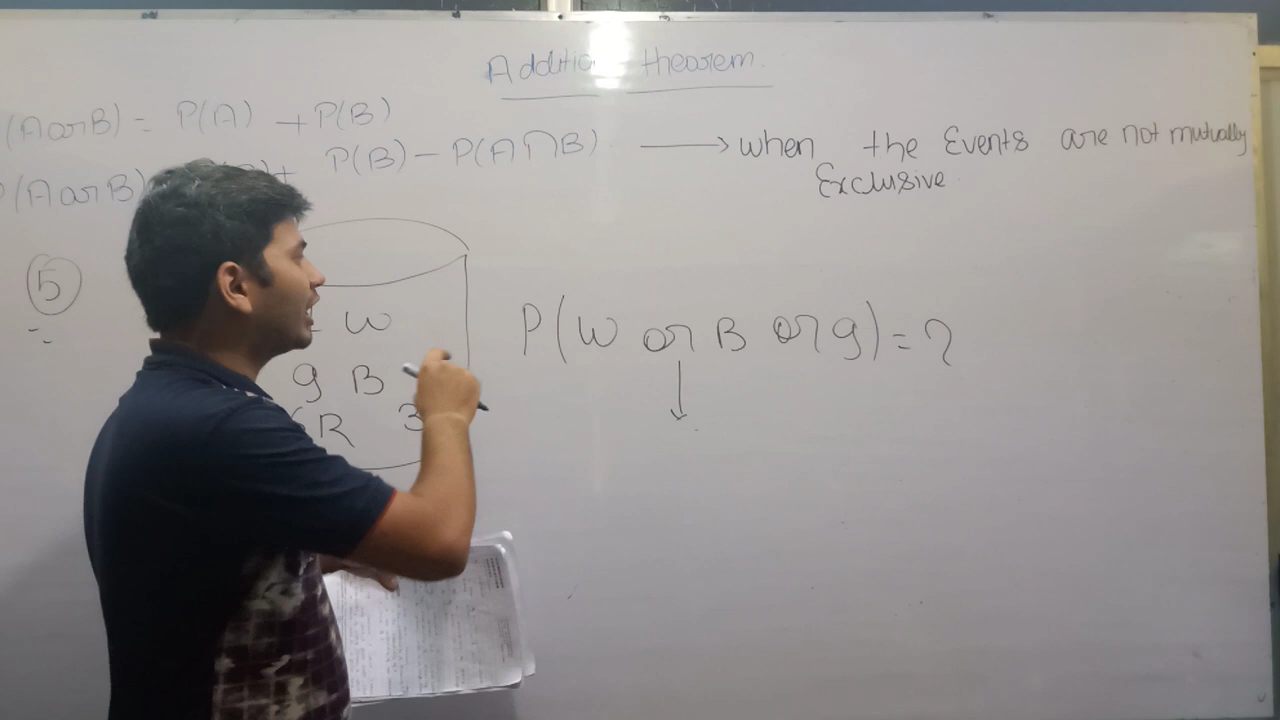 Addition theorem.
(A or B) = P(A) + P(B)
P(A or B) + P(B) - P(A∩B) → when the Events are not mutually
Exclusive
5
W
g B
R 3
P(W or B or g) = ?